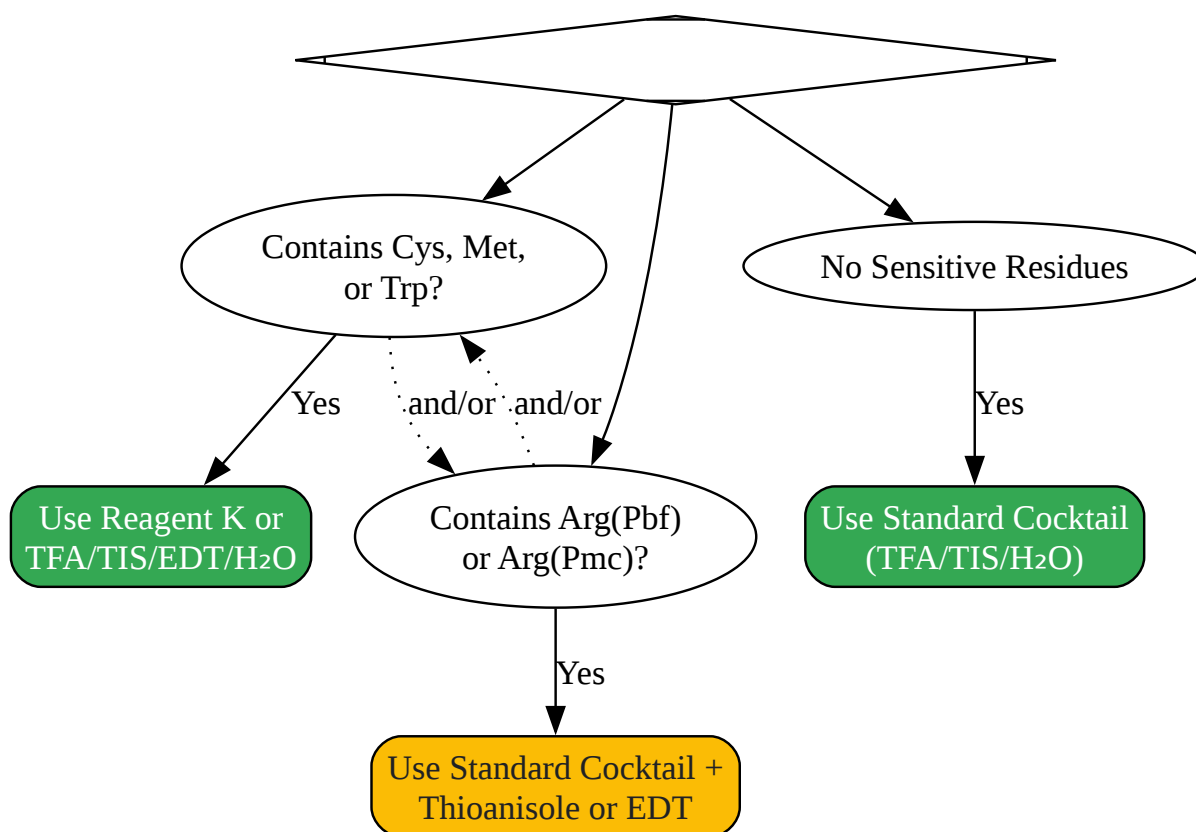 Contains Cys, Met,
or Trp?
No Sensitive Residues
Yes
and/or
and/or
Yes
Use Reagent K or
TFA/TIS/EDT/H₂O
Contains Arg(Pbf)
or Arg(Pmc)?
Use Standard Cocktail
(TFA/TIS/H₂O)
Yes
Use Standard Cocktail +
Thioanisole or EDT